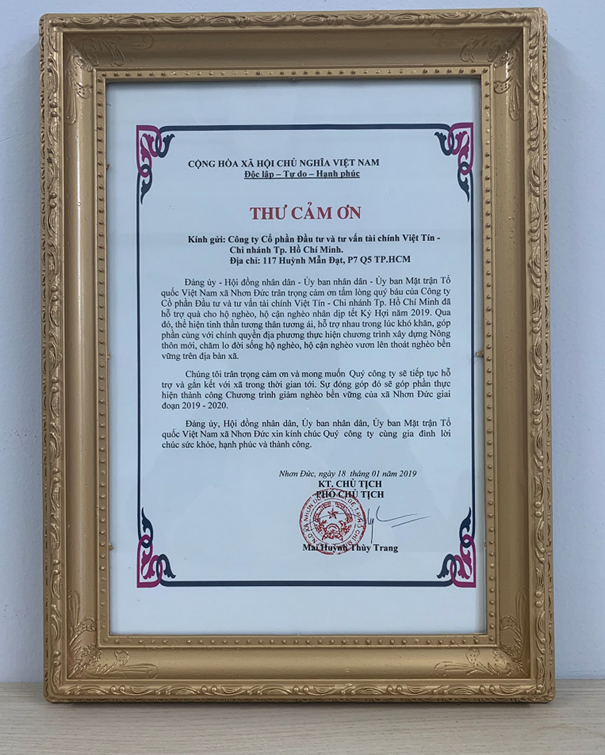 CỘNG HÒA XÃ HỘI CHỦ NGHĨA VIỆT NAM
Độc lập – Tự do – Hạnh phúc
THƯ CẢM ƠN
Kính gửi: Công ty Cổ phần Đầu tư và tư vấn tài chính Việt Tín -
Chi nhánh Tp. Hồ Chí Minh.
Địa chỉ: 117 Huỳnh Mẫn Đạt, P7 Q5 TP.HCM
Đảng ủy - Hội đồng nhân dân - Ủy ban nhân dân - Ủy ban Mặt trận Tổ
quốc Việt Nam xã Nhơn Đức trân trọng cảm ơn tấm lòng quý báu của Công ty
Cổ phần Đầu tư và tư vấn tài chính Việt Tín - Chi nhánh Tp. Hồ Chí Minh đã
hỗ trợ quà cho hộ nghèo, hộ cận nghèo nhân dịp tết Kỷ Hợi năm 2019. Qua
đó, thể hiện tinh thần tương thân tương ái, hỗ trợ nhau trong lúc khó khăn, góp
phần cùng với chính quyền địa phương thực hiện chương trình xây dựng Nông
thôn mới, chăm lo đời sống hộ nghèo, hộ cận nghèo vươn lên thoát nghèo bền
vững trên địa bàn xã.
Chúng tôi trân trọng cảm ơn và mong muốn Quý công ty sẽ tiếp tục hỗ
trợ và gắn kết với xã trong thời gian tới. Sự đóng góp đó sẽ góp phần thực
hiện thành công Chương trình giảm nghèo bền vững của xã Nhơn Đức giai
đoạn 2019 - 2020.
Đảng ủy, Hội đồng nhân dân, Ủy ban nhân dân, Ủy ban Mặt trận Tổ
quốc Việt Nam xã Nhơn Đức xin kính chúc Quý công ty cùng gia đình lời
chúc sức khỏe, hạnh phúc và thành công.
Nhơn Đức, ngày 18 tháng 01 năm 2019
KT. CHỦ TỊCH
PHÓ CHỦ TỊCH
Mai Huỳnh Thùy Trang